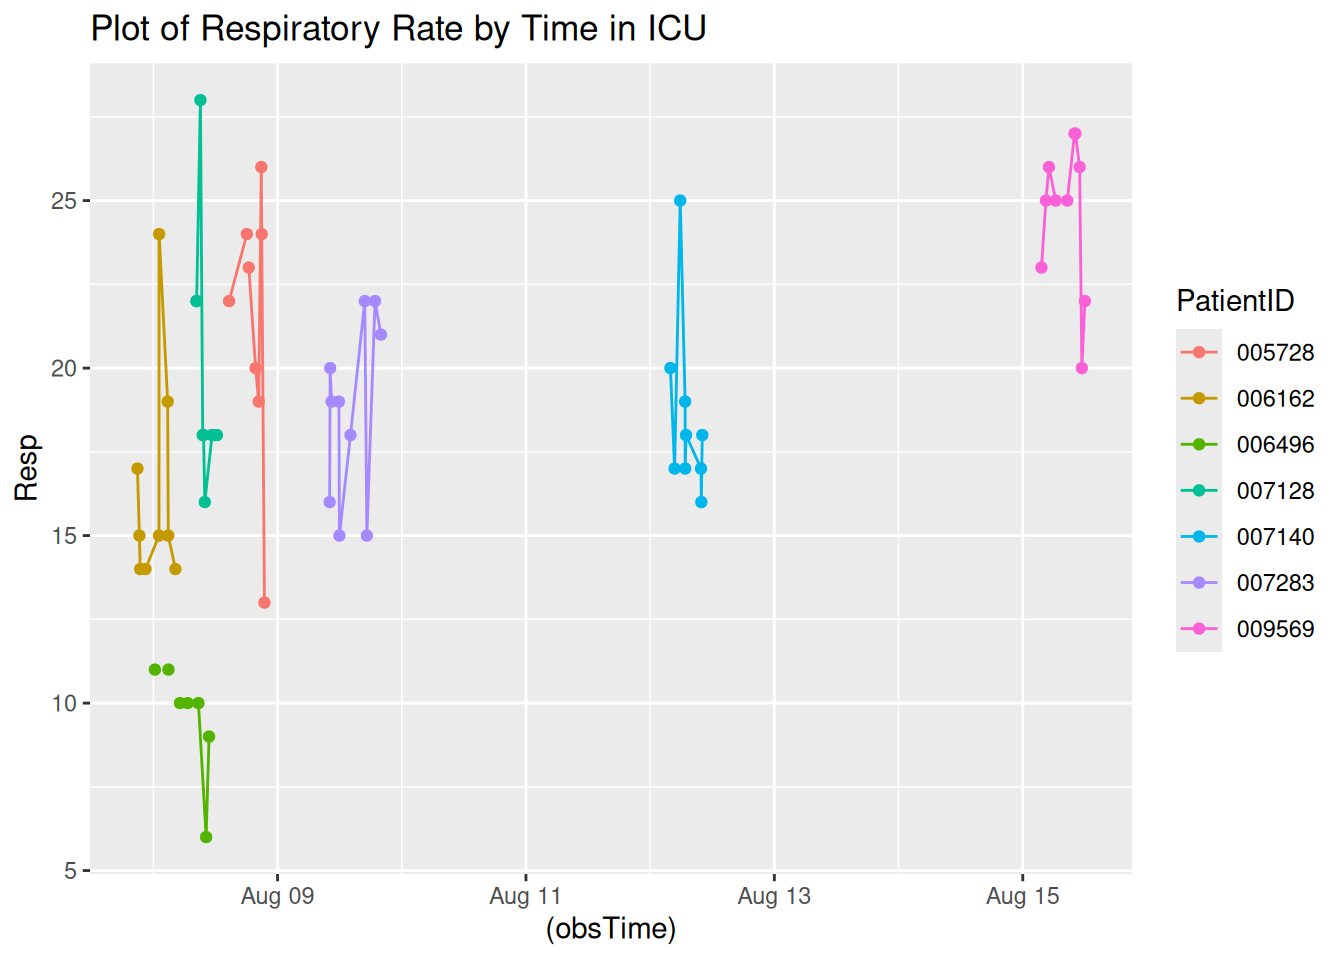 Plot of Respiratory Rate by Time in ICU
Resp
25
20
15
10
5
Aug 09
Aug 11
Aug 13
Aug 15
(obsTime)
PatientID
005728
006162
006496
007128
007140
007283
009569